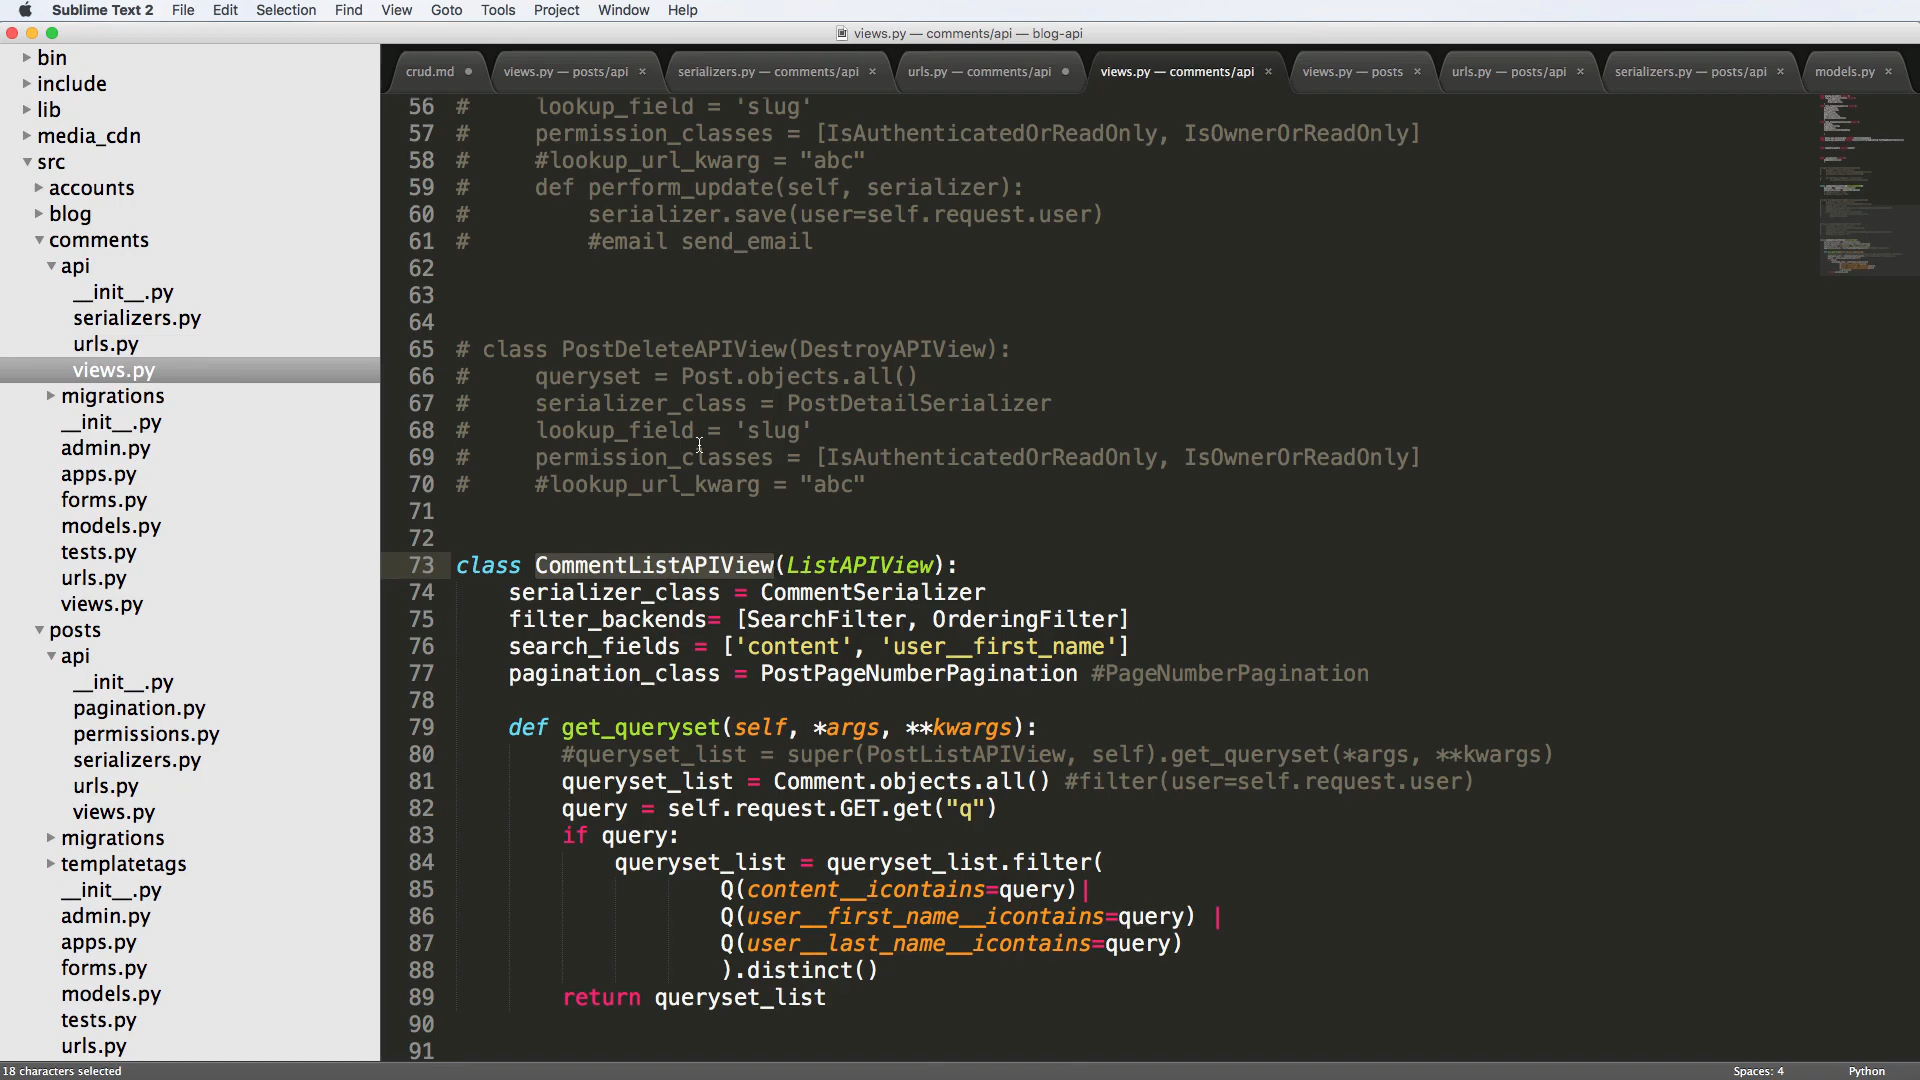 Sublime Text 2 File Edit Selection Find View Goto Tools Project Window Help
views.py — comments/api — blog-api
crud.md views.py — posts/api × serializers.py — comments/api × urls.py — comments/api views.py — comments/api × views.py — posts × urls.py — posts/api × serializers.py — posts/api × models.py ×
bin
include
lib
media_cdn
src
accounts
blog
comments
api
__init__.py
serializers.py
urls.py
views.py
migrations
__init__.py
admin.py
apps.py
forms.py
models.py
tests.py
urls.py
views.py
posts
api
__init__.py
pagination.py
permissions.py
serializers.py
urls.py
views.py
migrations
templatetags
__init__.py
admin.py
apps.py
forms.py
models.py
tests.py
urls.py
56 #     lookup_field = 'slug'
57 #     permission_classes = [IsAuthenticatedOrReadOnly, IsOwnerOrReadOnly]
58 #     #lookup_url_kwarg = "abc"
59 #     def perform_update(self, serializer):
60 #         serializer.save(user=self.request.user)
61 #         #email send_email
62
63
64
65 # class PostDeleteAPIView(DestroyAPIView):
66 #     queryset = Post.objects.all()
67 #     serializer_class = PostDetailSerializer
68 #     lookup_field = 'slug'
69 #     permission_classes = [IsAuthenticatedOrReadOnly, IsOwnerOrReadOnly]
70 #     #lookup_url_kwarg = "abc"
71
72
73 class CommentListAPIView(ListAPIView):
74     serializer_class = CommentSerializer
75     filter_backends= [SearchFilter, OrderingFilter]
76     search_fields = ['content', 'user__first_name']
77     pagination_class = PostPageNumberPagination #PageNumberPagination
78
79     def get_queryset(self, *args, **kwargs):
80         #queryset_list = super(PostListAPIView, self).get_queryset(*args, **kwargs)
81         queryset_list = Comment.objects.all() #filter(user=self.request.user)
82         query = self.request.GET.get("q")
83         if query:
84             queryset_list = queryset_list.filter(
85                     Q(content__icontains=query)|
86                     Q(user__first_name__icontains=query) |
87                     Q(user__last_name__icontains=query)
88                     ).distinct()
89         return queryset_list
90
91
18 characters selected Spaces: 4 Python